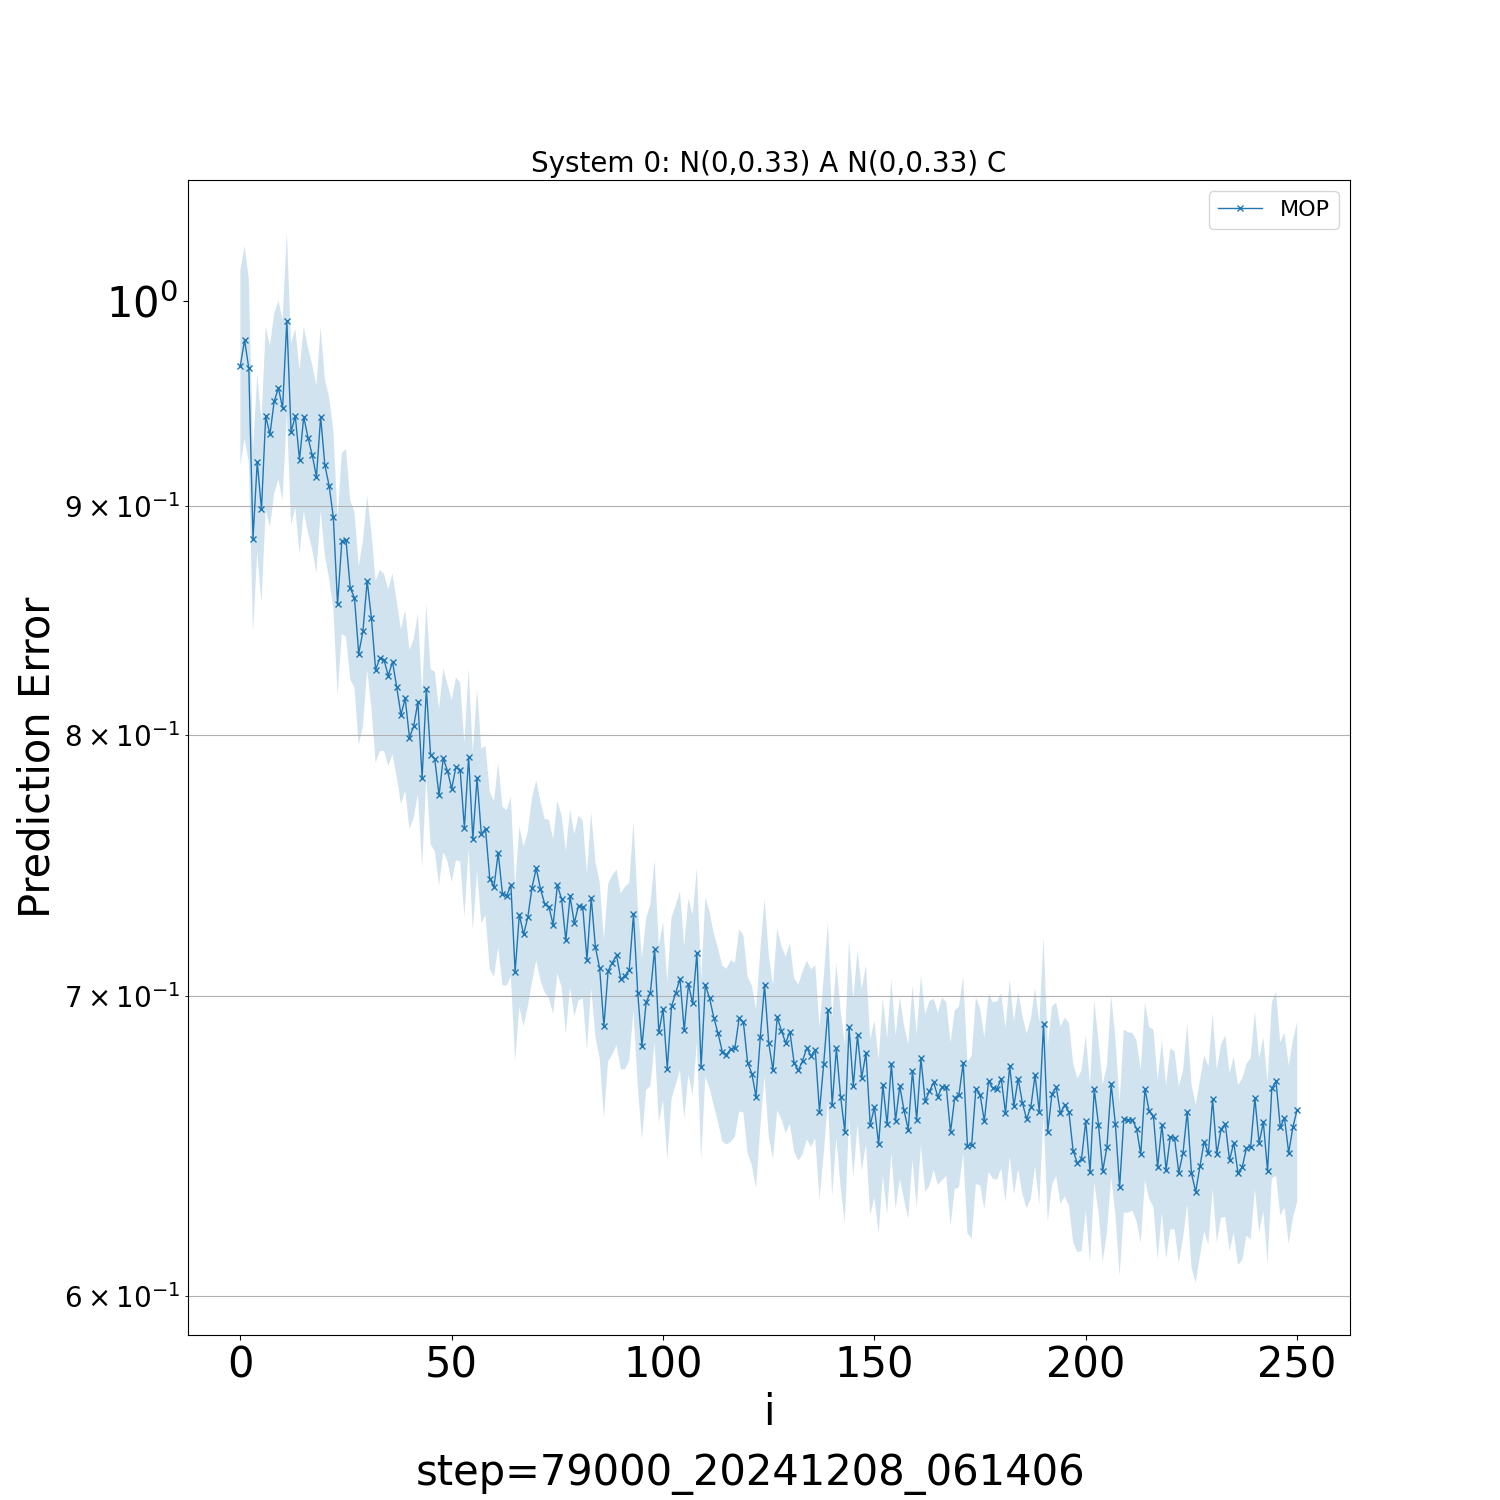 System 0: N(0,0.33) A N(0,0.33) C
MOP
10⁰
9 × 10⁻¹
8 × 10⁻¹
7 × 10⁻¹
6 × 10⁻¹
Prediction Error
0 50 100 150 200 250
i
step=79000_20241208_061406